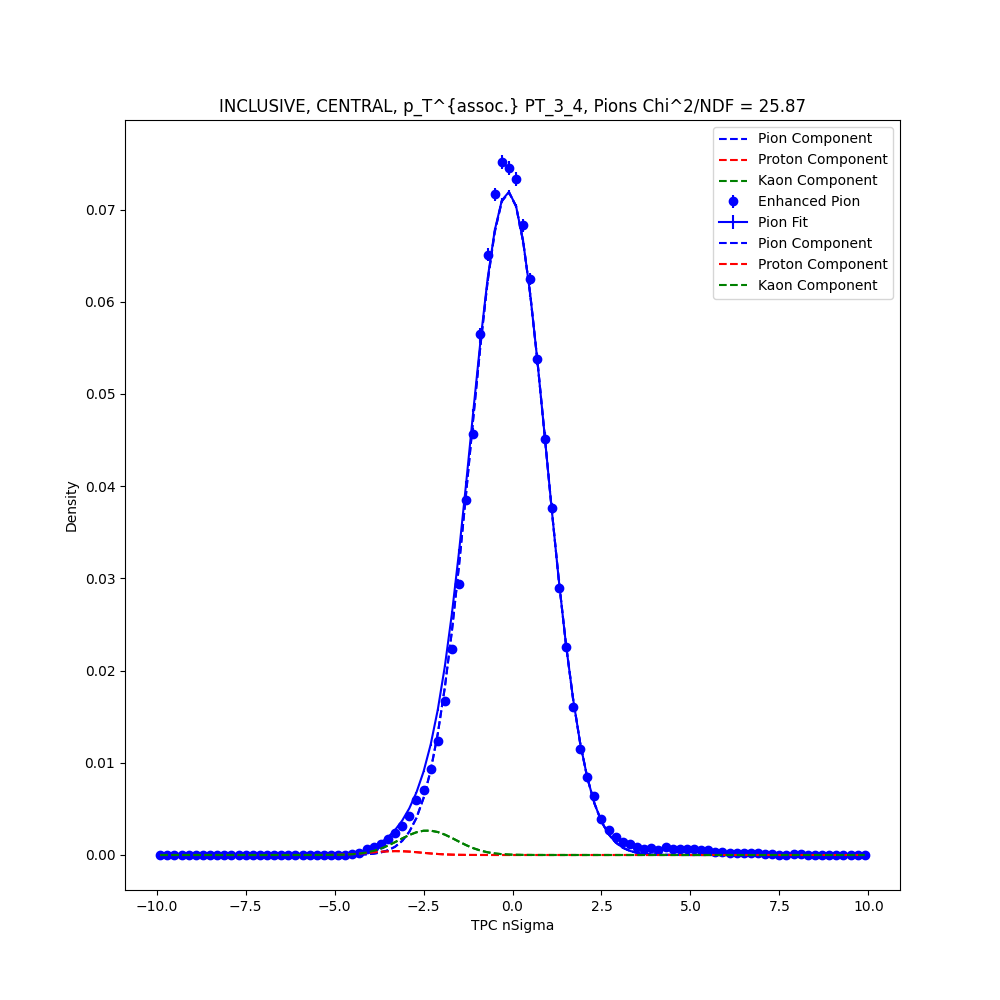 INCLUSIVE, CENTRAL, p_T^{assoc.} PT_3_4, Pions Chi^2/NDF = 25.87
Pion Component
Proton Component
Kaon Component
Enhanced Pion
Pion Fit
Pion Component
Proton Component
Kaon Component
Density
0.07
0.06
0.05
0.04
0.03
0.02
0.01
0.00
−10.0 −7.5 −5.0 −2.5 0.0 2.5 5.0 7.5 10.0
TPC nSigma